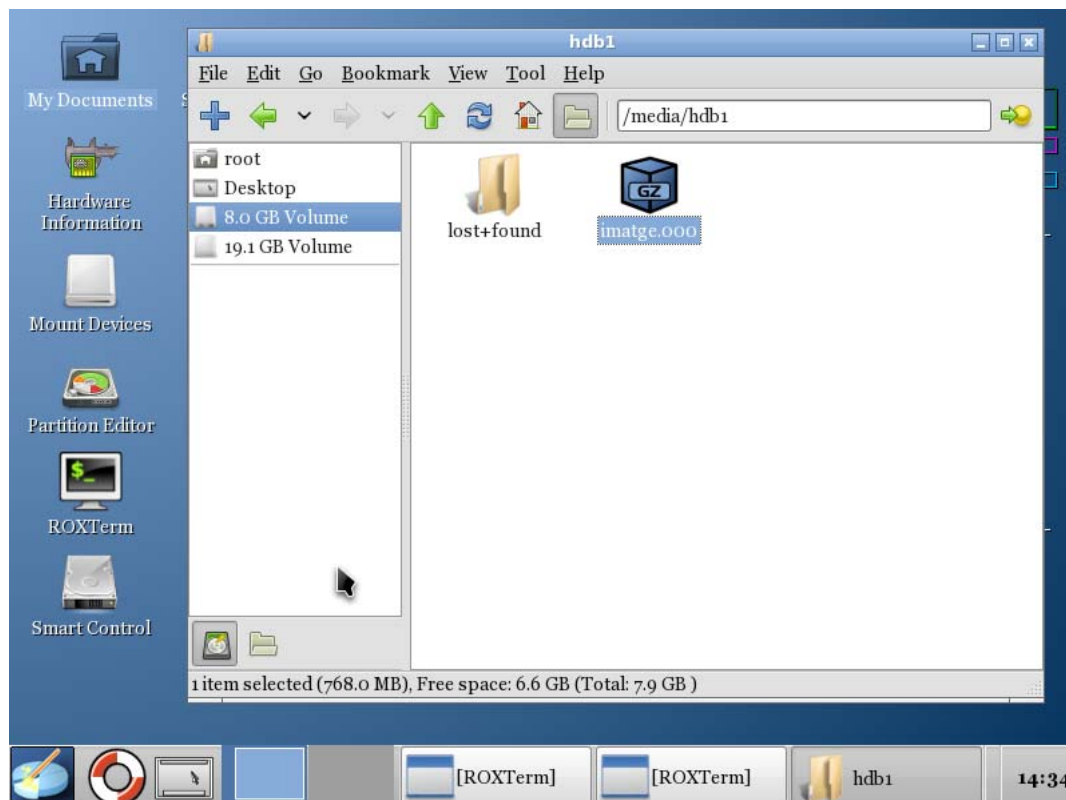 hdb1
File Edit Go Bookmark View Tool Help
/media/hdb1
My Documents
Hardware
Information
Mount Devices
Partition Editor
$_
ROXTerm
Smart Control
root
Desktop
8.0 GB Volume
19.1 GB Volume
lost+found
GZ
imatge.000
1 item selected (768.0 MB), Free space: 6.6 GB (Total: 7.9 GB )
[ROXTerm]
[ROXTerm]
hdb1
14:34